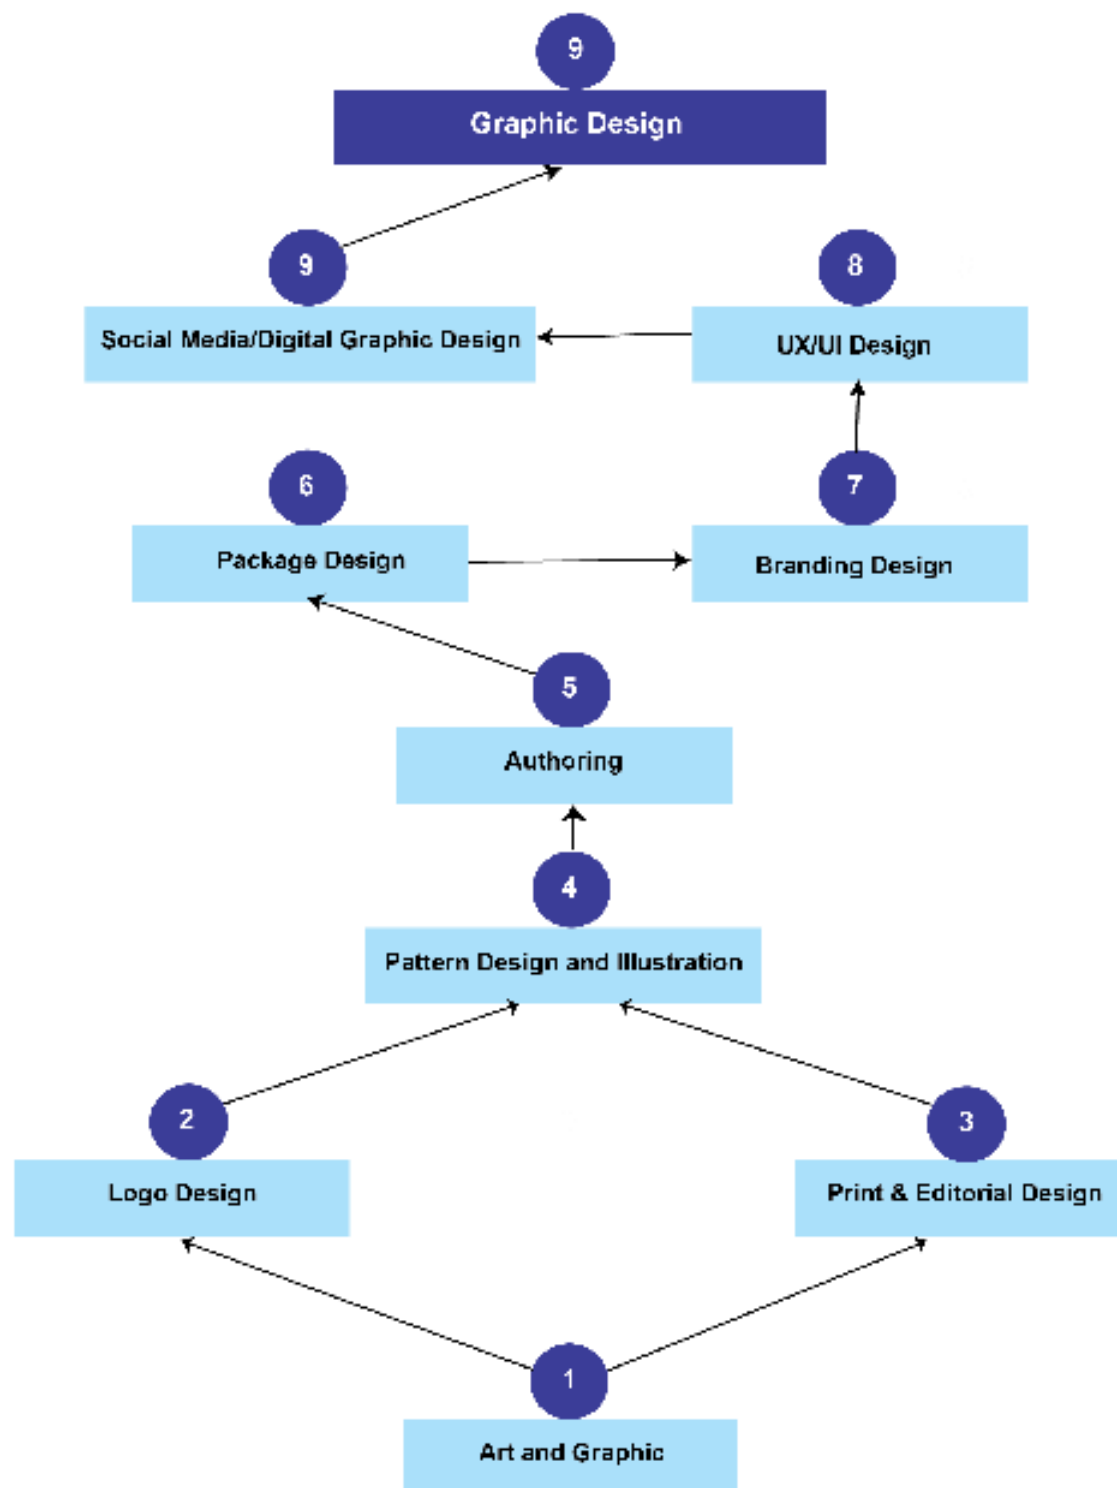 9
Graphic Design
9
8
Social Media/Digital Graphic Design
UX/UI Design
6
7
Package Design
Branding Design
5
Authoring
4
Pattern Design and Illustration
2
3
Logo Design
Print & Editorial Design
1
Art and Graphic